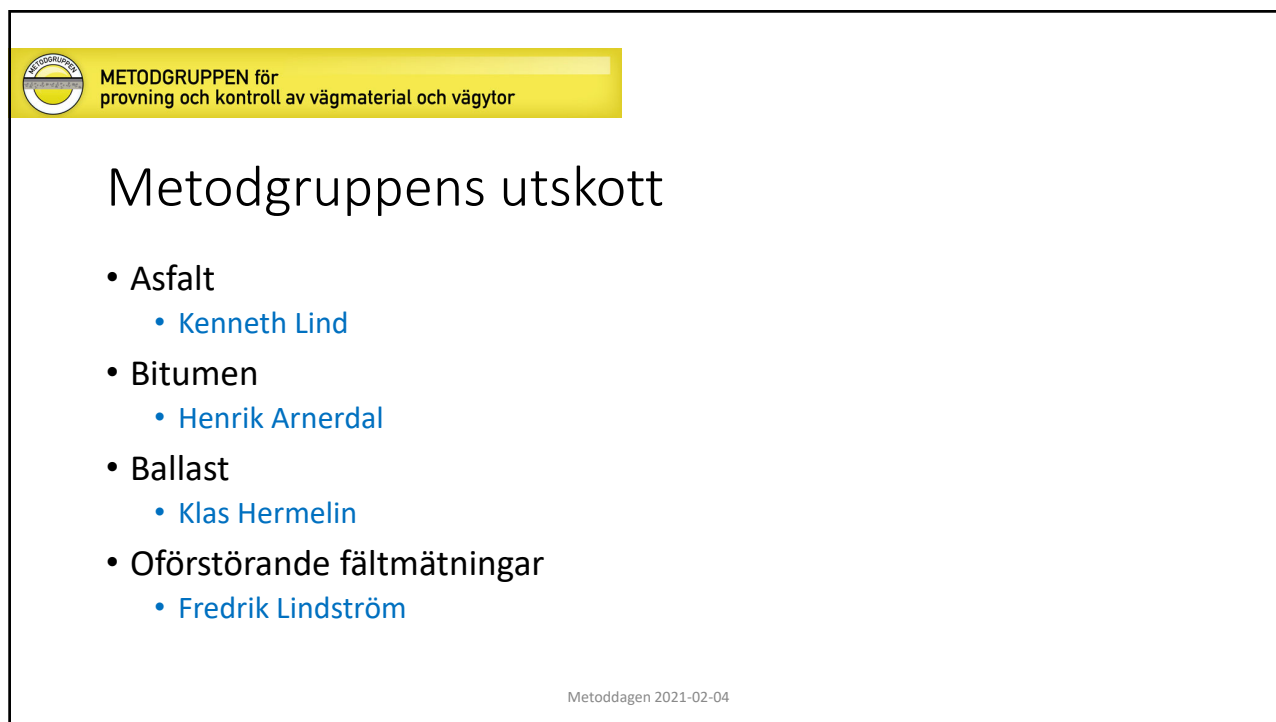 METODGRUPPEN
METODGRUPPEN för
provning och kontroll av vägmaterial och vägytor
Metodgruppens utskott
• Asfalt
• Kenneth Lind
• Bitumen
• Henrik Arnerdal
• Ballast
• Klas Hermelin
• Oförstörande fältmätningar
• Fredrik Lindström
Metoddagen 2021-02-04